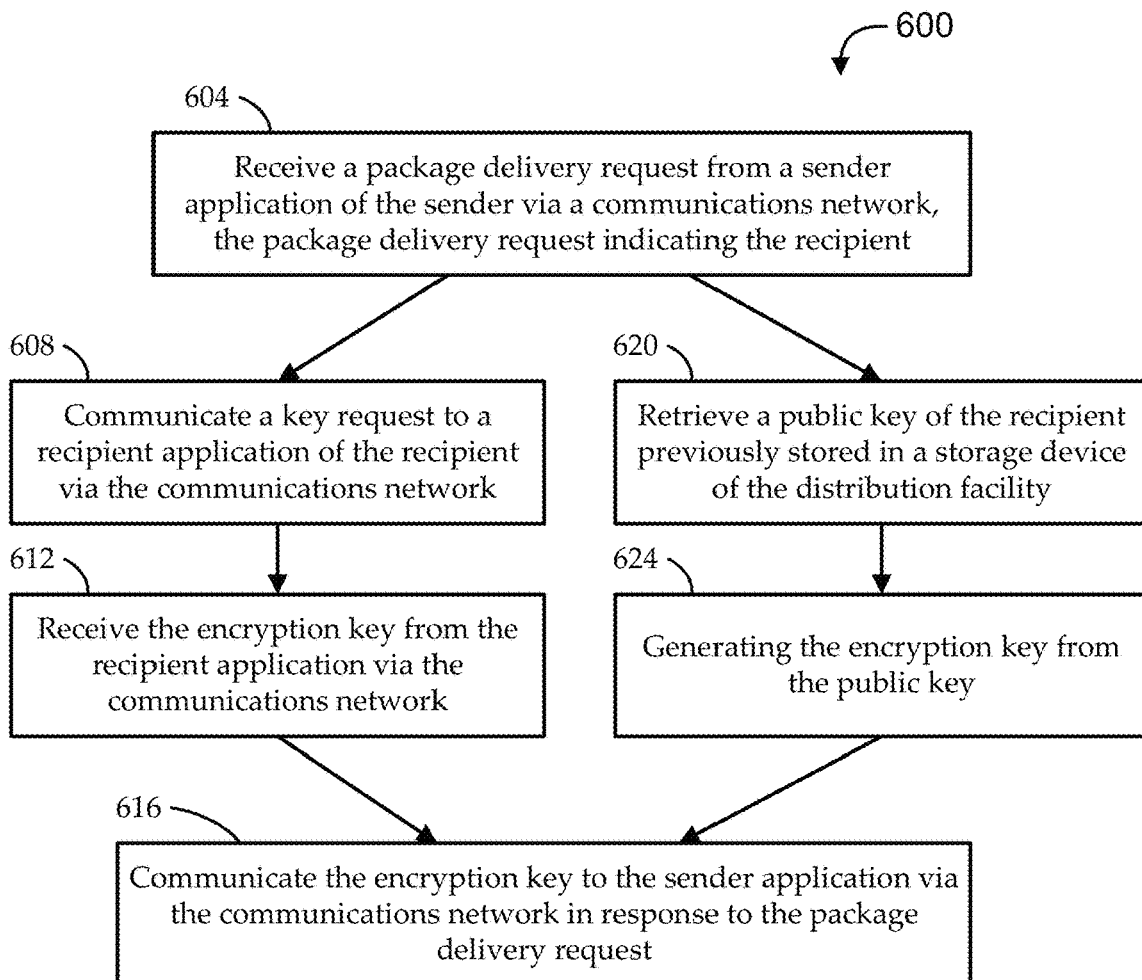 600
604
Receive a package delivery request from a sender
application of the sender via a communications network,
the package delivery request indicating the recipient
608
Communicate a key request to a
recipient application of the recipient
via the communications network
620
Retrieve a public key of the recipient
previously stored in a storage device
of the distribution facility
612
Receive the encryption key from the
recipient application via the
communications network
624
Generating the encryption key from
the public key
616
Communicate the encryption key to the sender application via
the communications network in response to the package
delivery request